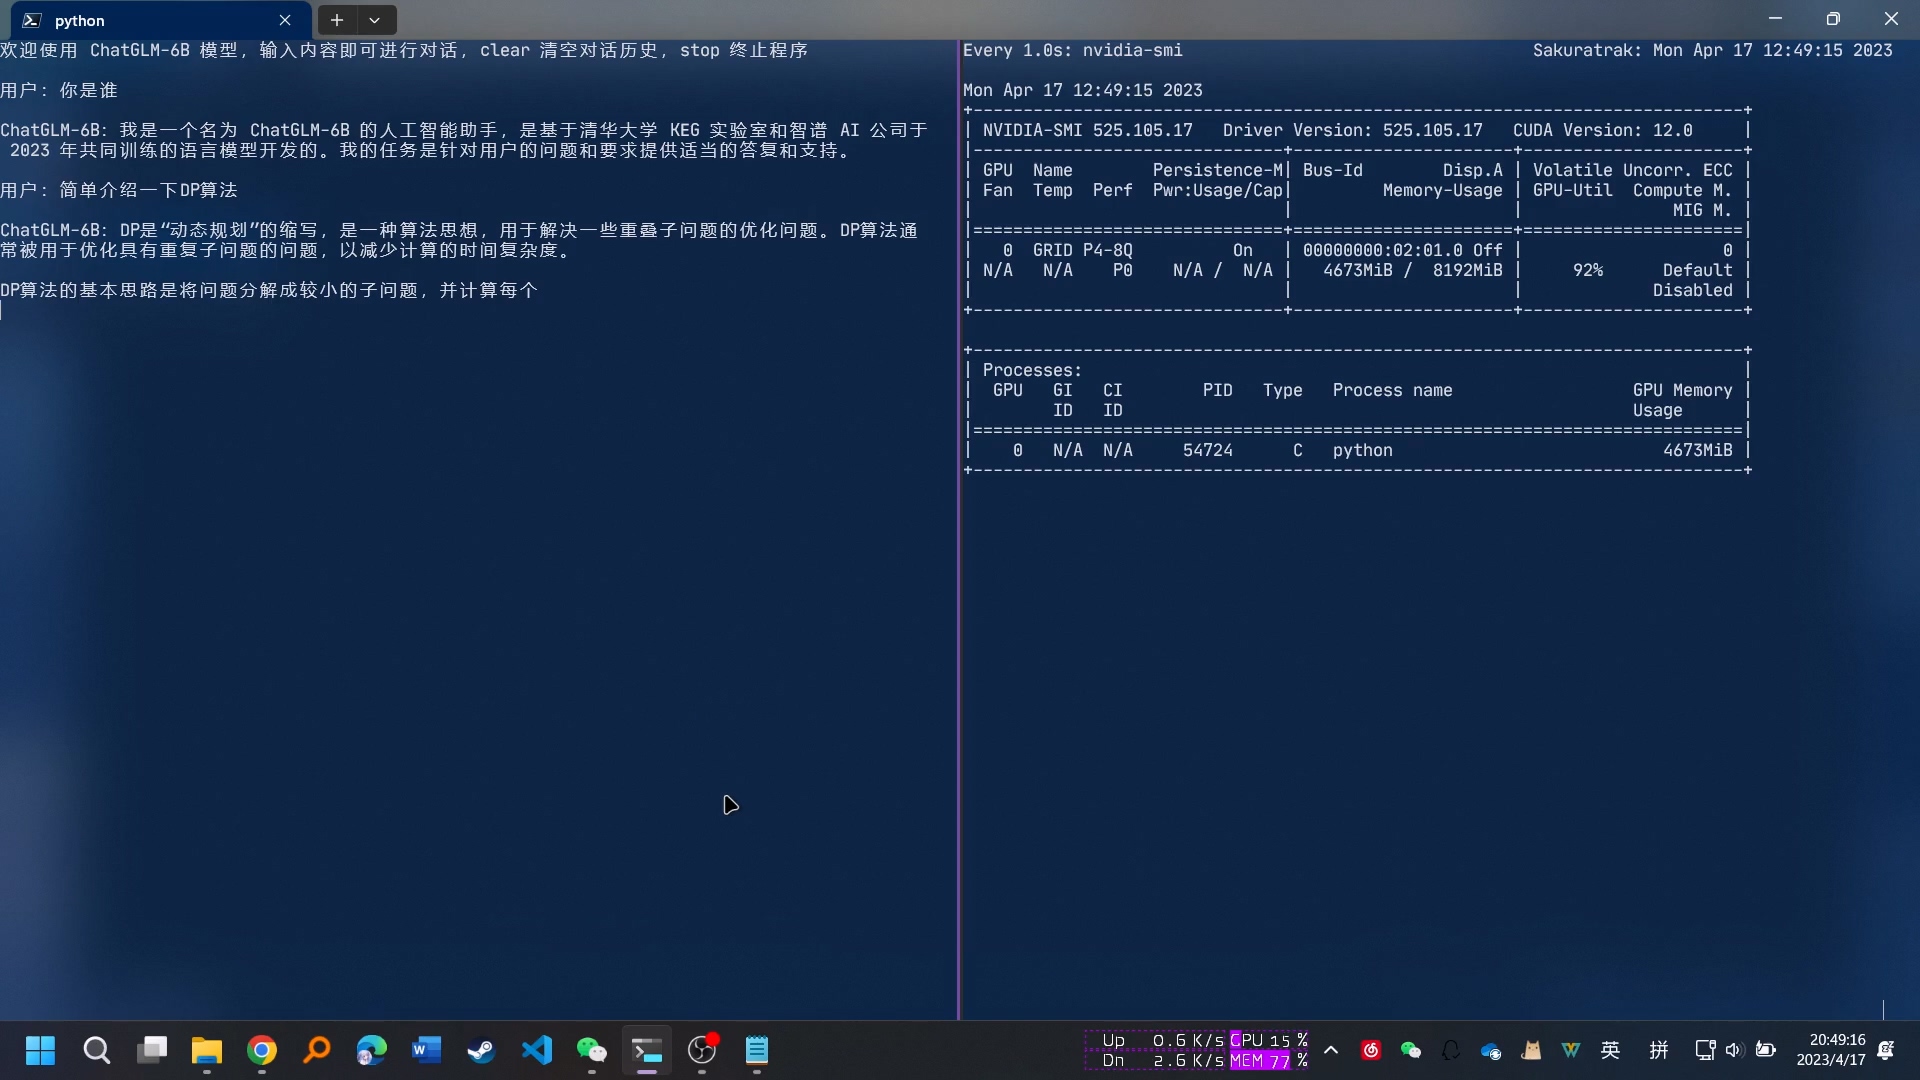 python
欢迎使用 ChatGLM-6B 模型，输入内容即可进行对话，clear 清空对话历史，stop 终止程序
用户：你是谁
ChatGLM-6B：我是一个名为 ChatGLM-6B 的人工智能助手，是基于清华大学 KEG 实验室和智谱 AI 公司于
2023 年共同训练的语言模型开发的。我的任务是针对用户的问题和要求提供适当的答复和支持。
用户：简单介绍一下DP算法
ChatGLM-6B：DP是“动态规划”的缩写，是一种算法思想，用于解决一些重叠子问题的优化问题。DP算法通
常被用于优化具有重复子问题的问题，以减少计算的时间复杂度。
DP算法的基本思路是将问题分解成较小的子问题，并计算每个
Every 1.0s: nvidia-smi Sakuratrak: Mon Apr 17 12:49:15 2023
Mon Apr 17 12:49:15 2023
NVIDIA-SMI 525.105.17 Driver Version: 525.105.17 CUDA Version: 12.0
GPU Name Persistence-M| Bus-Id Disp.A | Volatile Uncorr. ECC
Fan Temp Perf Pwr:Usage/Cap| Memory-Usage | GPU-Util Compute M.
MIG M.
0 GRID P4-8Q On | 00000000:02:01.0 Off | 0
N/A N/A P0 N/A / N/A | 4673MiB / 8192MiB | 92% Default
Disabled
Processes:
GPU GI CI PID Type Process name GPU Memory
ID ID Usage
0 N/A N/A 54724 C python 4673MiB
Up 0.6 K/s CPU 15 %
Dn 2.6 K/s MEM 77 %
英 拼
20:49:16
2023/4/17